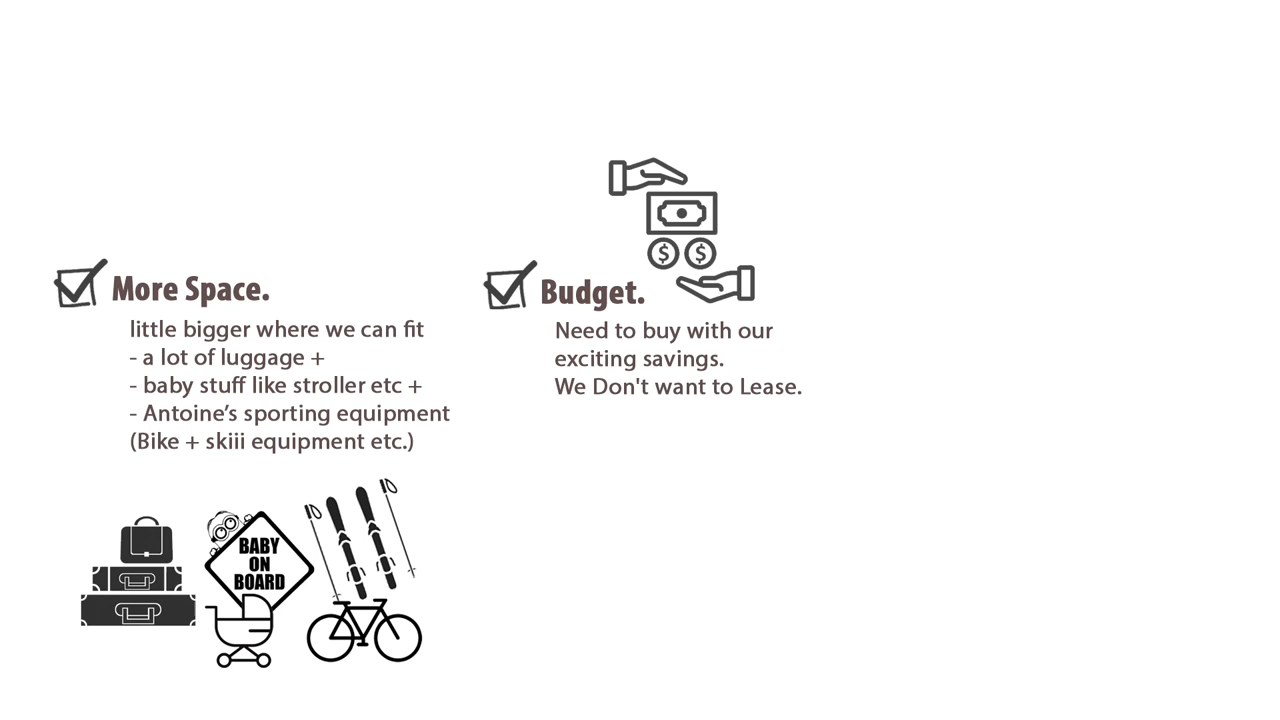 More Space.
little bigger where we can fit
- a lot of luggage +
- baby stuff like stroller etc +
- Antoine’s sporting equipment
(Bike + skiii equipment etc.)
BABY
ON
BOARD
$ $
Budget.
Need to buy with our
exciting savings.
We Don't want to Lease.